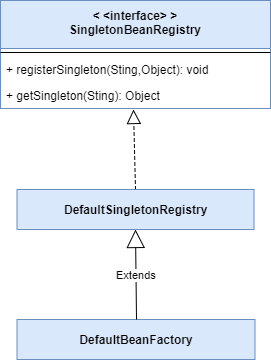 < <interface> >
SingletonBeanRegistry
+ registerSingleton(Sting,Object): void
+ getSingleton(Sting): Object
DefaultSingletonRegistry
Extends
DefaultBeanFactory